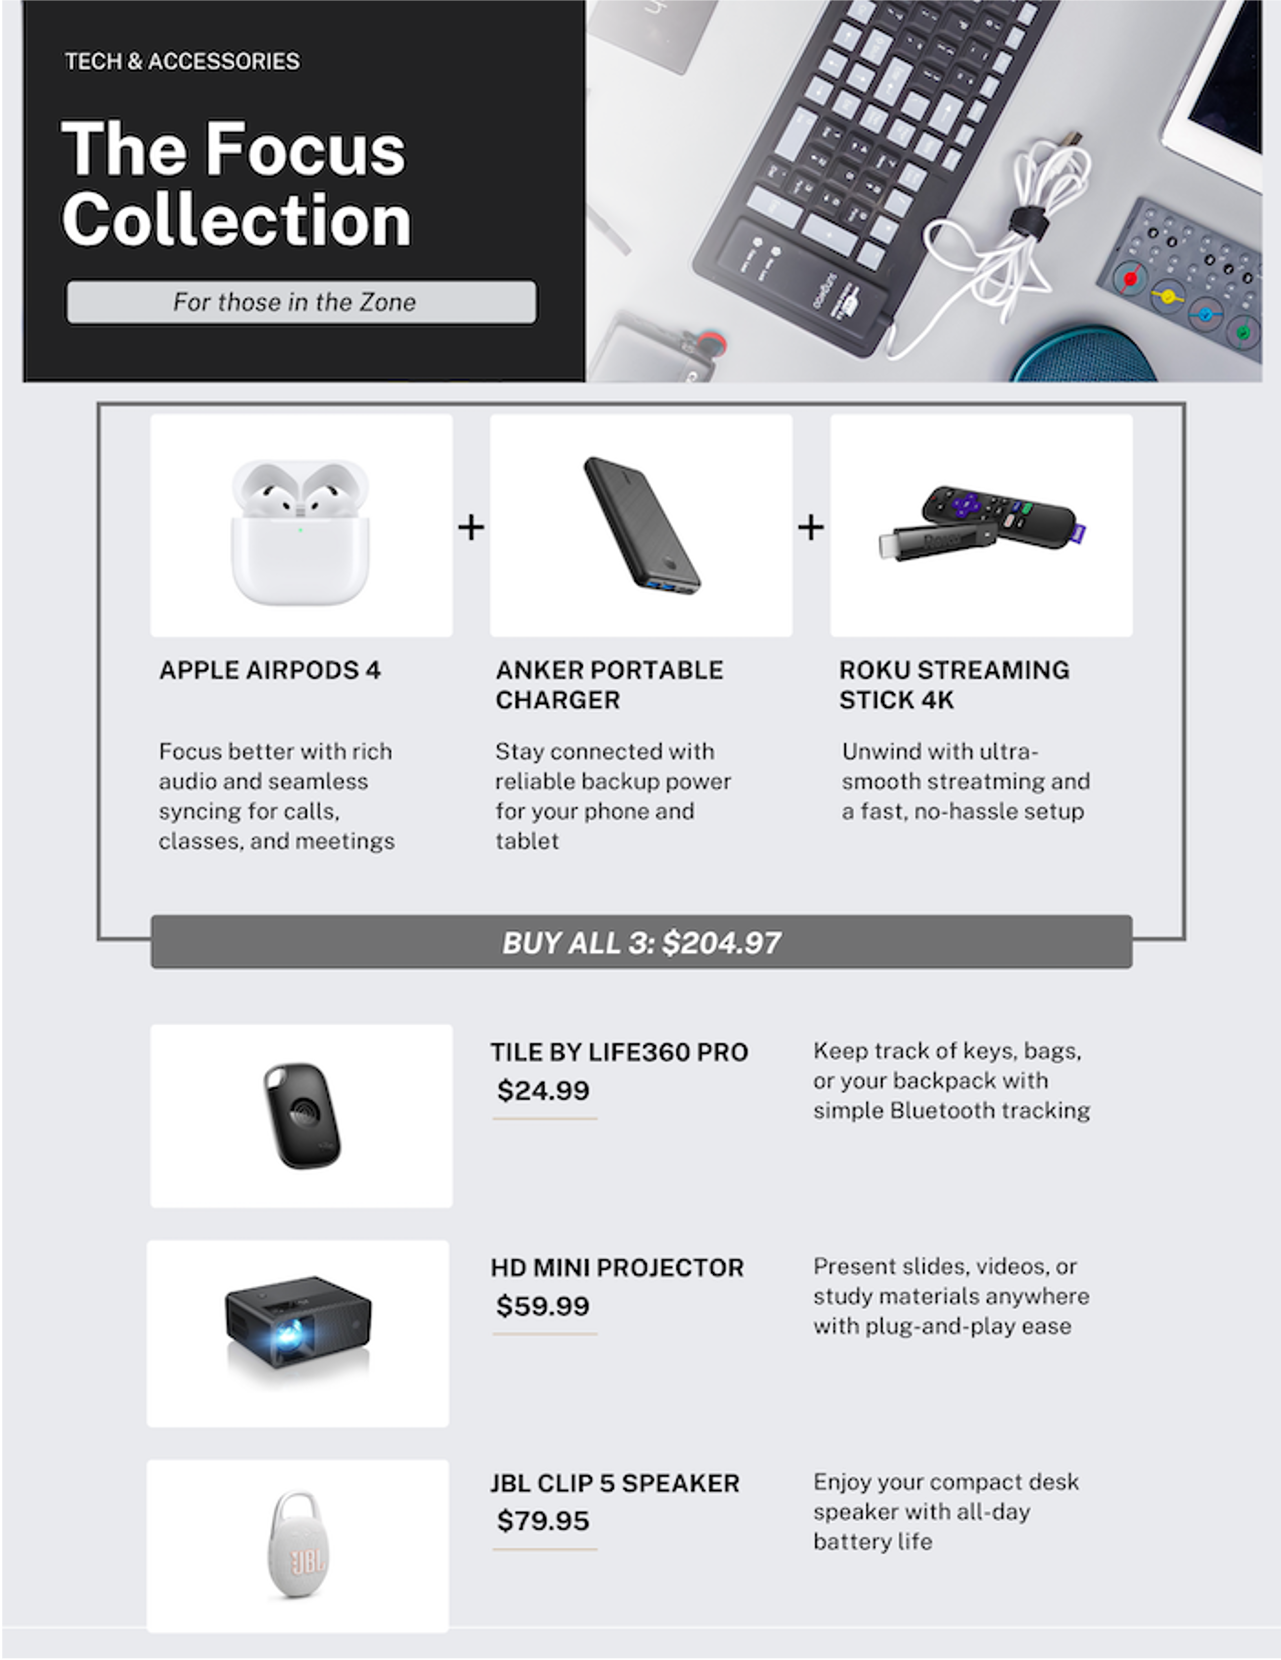 TECH & ACCESSORIES
The Focus
Collection
For those in the Zone
+
+
APPLE AIRPODS 4
ANKER PORTABLE
CHARGER
ROKU STREAMING
STICK 4K
Focus better with rich
audio and seamless
syncing for calls,
classes, and meetings
Stay connected with
reliable backup power
for your phone and
tablet
Unwind with ultra-
smooth streatming and
a fast, no-hassle setup
BUY ALL 3: $204.97
TILE BY LIFE360 PRO
$24.99
Keep track of keys, bags,
or your backpack with
simple Bluetooth tracking
HD MINI PROJECTOR
$59.99
Present slides, videos, or
study materials anywhere
with plug-and-play ease
JBL
JBL CLIP 5 SPEAKER
$79.95
Enjoy your compact desk
speaker with all-day
battery life